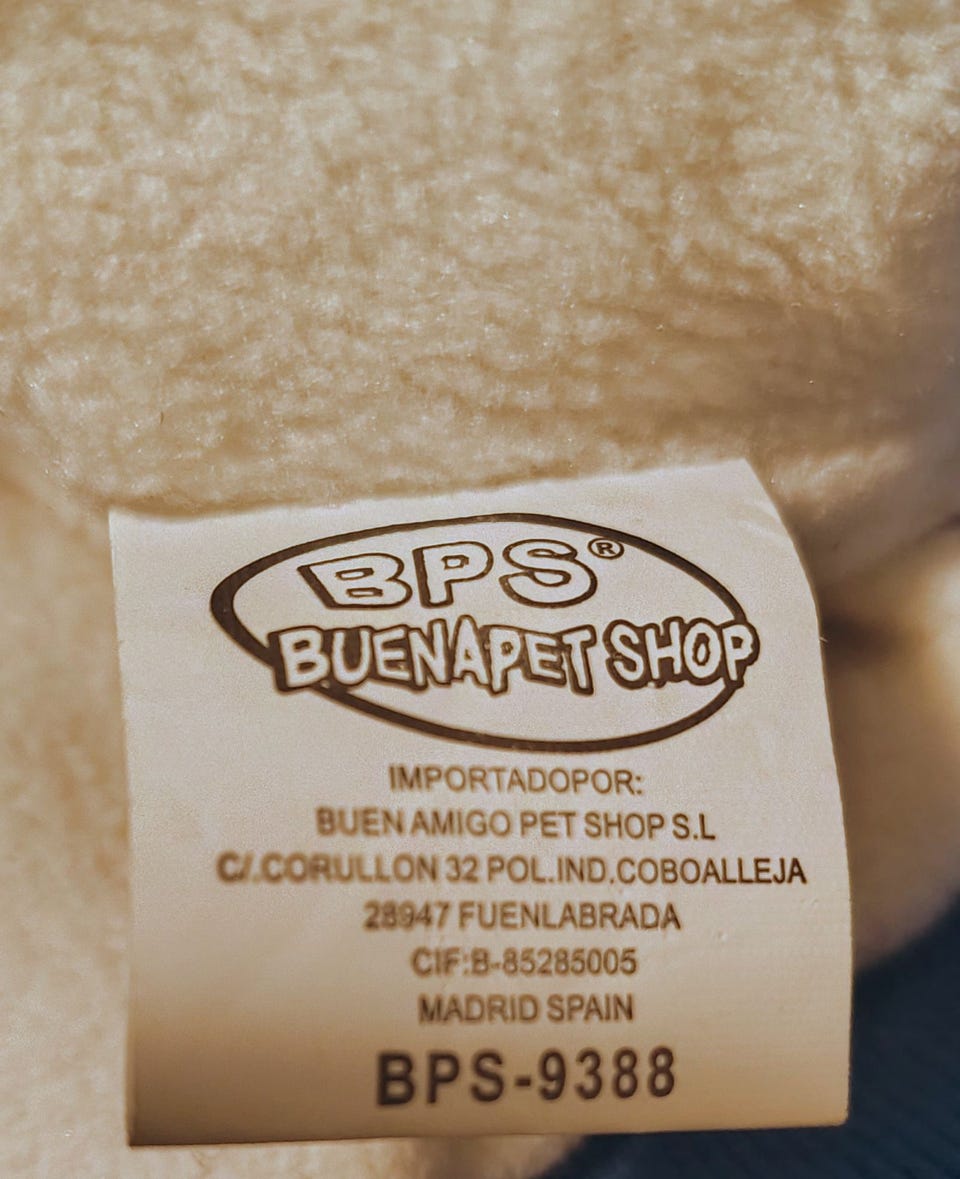 BPS®
BUENAPET SHOP
IMPORTADOPOR:
BUEN AMIGO PET SHOP S.L
C/.CORULLON 32 POL.IND.COBOALLEJA
28947 FUENLABRADA
CIF:B-85285005
MADRID SPAIN
BPS-9388